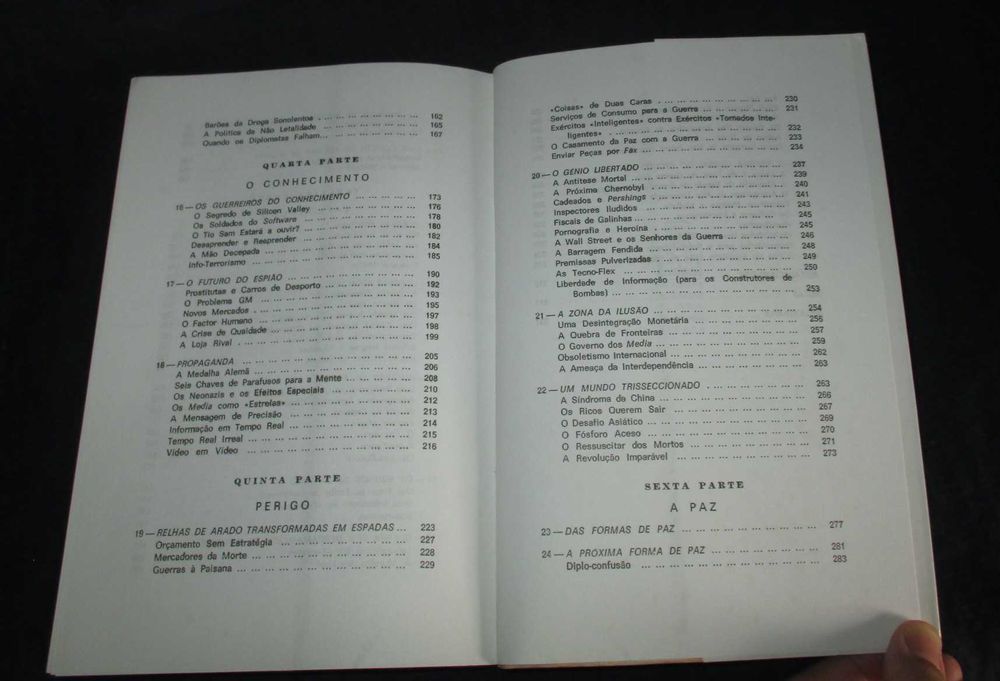 Barões da Droga Sonolentos ... 162
A Política da Não Letalidade ... 165
Quando os Diplomatas Falham... ... 167
QUARTA PARTE
O CONHECIMENTO
16 — OS GUERREIROS DO CONHECIMENTO ... 173
O Segredo de Silicon Valley ... 176
Os Soldados do Software ... 178
O Tio Sam Estará a ouvir? ... 180
Desaprender e Reaprender ... 182
A Mão Decepada ... 184
Info-Terrorismo ... 185
17 — O FUTURO DO ESPIÃO ... 190
Prostitutas e Carros de Desporto ... 192
O Problema GM ... 193
Novos Mercados ... 195
O Factor Humano ... 197
A Crise de Qualdade ... 198
A Loja Rival ... 199
18 — PROPAGANDA ... 205
A Medalha Alemã ... 206
Seis Chaves de Parafusos para a Mente ... 208
Os Neonazis e os Efeitos Especiais ... 210
Os Media como «Estrelas» ... 212
A Mensagem de Precisão ... 213
Informação em Tempo Real ... 214
Tempo Real Irreal ... 215
Vídeo em Vídeo ... 216
QUINTA PARTE
PERIGO
19 — RELHAS DE ARADO TRANSFORMADAS EM ESPADAS ... 223
Orçamento Sem Estratégia ... 227
Mercadores da Morte ... 228
Guerras à Paisana ... 229
«Coisas» de Duas Caras ... 230
Serviços de Consumo para a Guerra ... 231
Exércitos «Inteligentes» contra Exércitos «Tornados Inte-
ligentes» ... 232
O Casamento da Paz com a Guerra ... 233
Enviar Peças por Fax ... 234
20 — O GÉNIO LIBERTADO ... 237
A Antítese Mortal ... 239
A Próxima Chernobyl ... 240
Cadeados e Pershings ... 241
Inspectores Iludidos ... 243
Fiscais de Galinhas ...
Pornografia e Heroína ... 245
A Wall Street e os Senhores da Guerra ... 246
A Barragem Fendida ... 248
Premissas Pulverizadas ... 249
As Tecno-Flex ... 250
Liberdade de Informação (para os Construtores de
Bombas) ... 253
21 — A ZONA DA ILUSÃO ... 254
Uma Desintegração Monetária ... 256
A Quebra de Fronteiras ... 257
O Governo dos Media ... 259
Obsoletismo Internacional ... 262
A Ameaça da Interdependência ... 263
22 — UM MUNDO TRISSECCIONADO ... 263
A Síndroma de China ... 266
Os Ricos Querem Sair ... 267
O Desafio Asiático ... 269
O Fósforo Aceso ... 270
O Ressuscitar dos Mortos ... 271
A Revolução Imparável ... 273
SEXTA PARTE
A PAZ
23 — DAS FORMAS DE PAZ ... 277
24 — A PRÓXIMA FORMA DE PAZ ... 281
Diplo-confusão ... 283